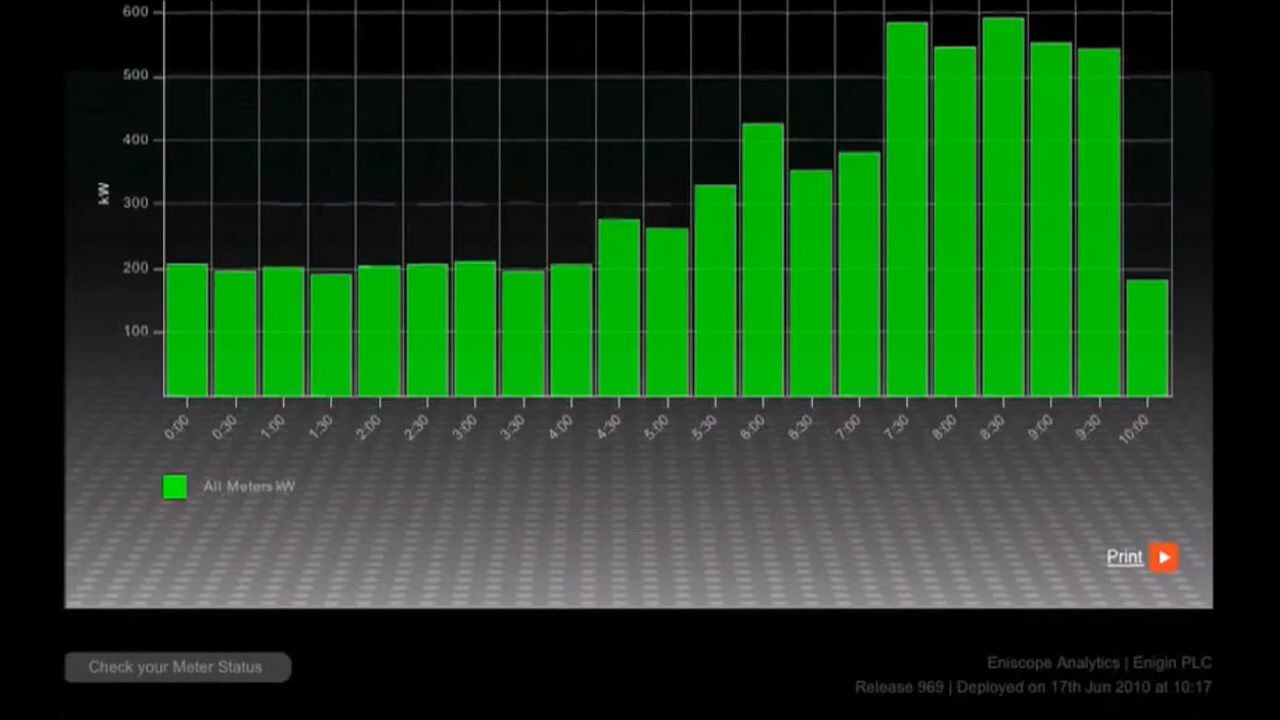 600
500
400
kW
300
200
100
0:00 0:30 1:00 1:30 2:00 2:30 3:00 3:30 4:00 4:30 5:00 5:30 6:00 6:30 7:00 7:30 8:00 8:30 9:00 9:30 10:00
All Meters kW
Print
Check your Meter Status
Eniscope Analytics | Enigin PLC
Release 969 | Deployed on 17th Jun 2010 at 10:17